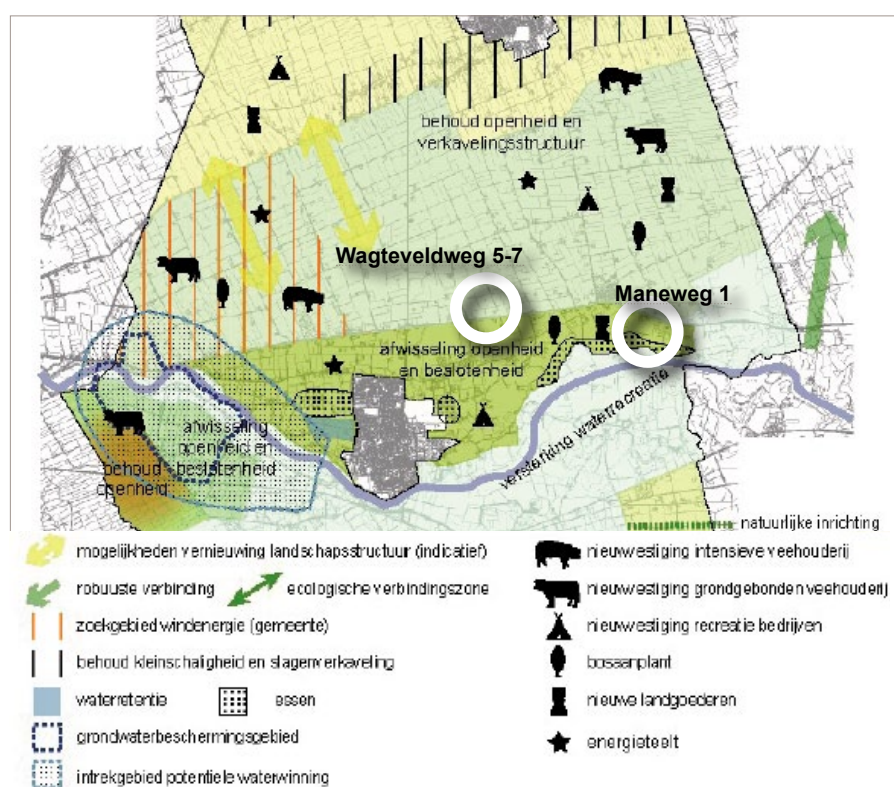 behoud openheid en
verkavelingsstructuur
Wagteveldweg 5-7
Maneweg 1
afwisseling openheid
en beslotenheid
versterking waterrecreatie
afwisseling
openheid en
beslotenheid
behoud
openheid
natuurlijke inrichting
mogelijkheden vernieuwing landschapsstructuur (indicatief)
robuuste verbinding
ecologische verbindingszone
zoekgebied windenergie (gemeente)
behoud kleinschaligheid en slagenverkaveling
waterretentie
essen
grondwaterbeschermingsgebied
intrekgebied potentiele waterwinning
nieuwvestiging intensieve veehouderij
nieuwvestiging grondgebonden veehouderij
nieuwvestiging recreatie bedrijven
bosaanplant
nieuwe landgoederen
energieteelt